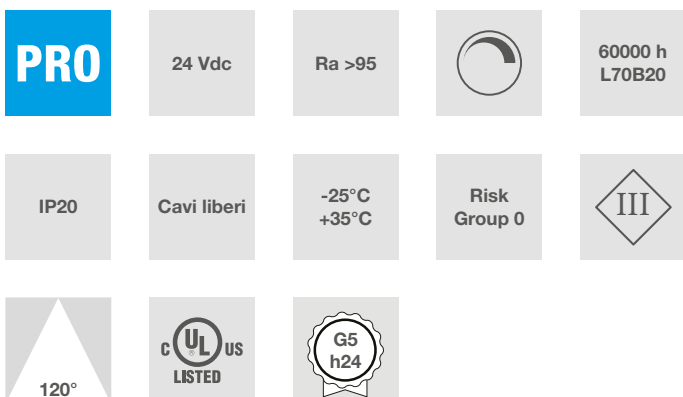 PRO
24 Vdc
Ra >95
60000 h
L70B20
IP20
Cavi liberi
-25°C
+35°C
Risk
Group 0
III
120°
C UL ® US
LISTED
G5
h24